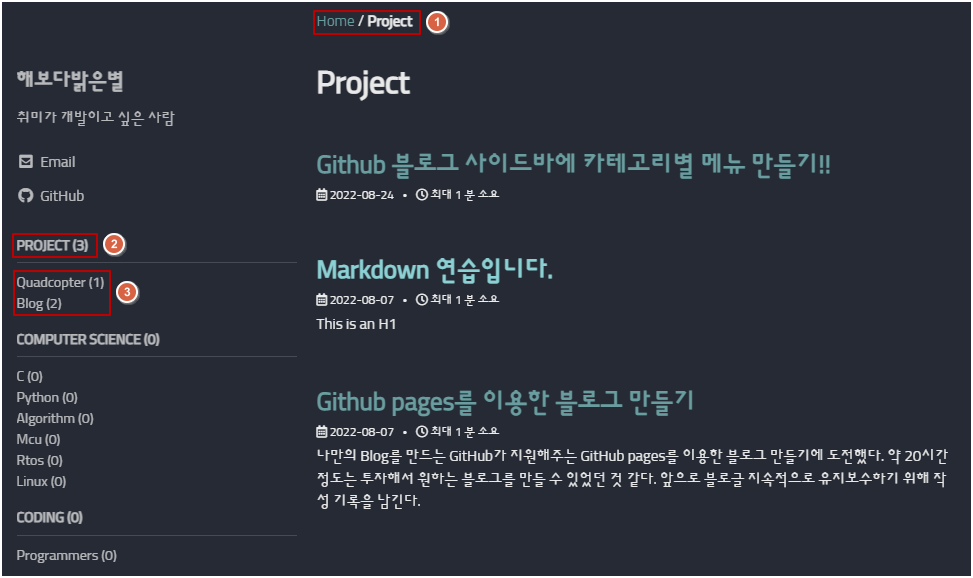 Home / Project
1
해보다밝은별
취미가 개발이고 싶은 사람
Email
GitHub
PROJECT (3)
2
Quadcopter (1)
Blog (2)
3
COMPUTER SCIENCE (0)
C (0)
Python (0)
Algorithm (0)
Mcu (0)
Rtos (0)
Linux (0)
CODING (0)
Programmers (0)
Project
Github 블로그 사이드바에 카테고리별 메뉴 만들기!!
2022-08-24 • 최대 1 분 소요
Markdown 연습입니다.
2022-08-07 • 최대 1 분 소요
This is an H1
Github pages를 이용한 블로그 만들기
2022-08-07 • 최대 1 분 소요
나만의 Blog를 만드는 GitHub가 지원해주는 GitHub pages를 이용한 블로그 만들기에 도전했다. 약 20시간
정도는 투자해서 원하는 블로그를 만들 수 있었던 것 같다. 앞으로 블로글 지속적으로 유지보수하기 위해 작
성 기록을 남긴다.